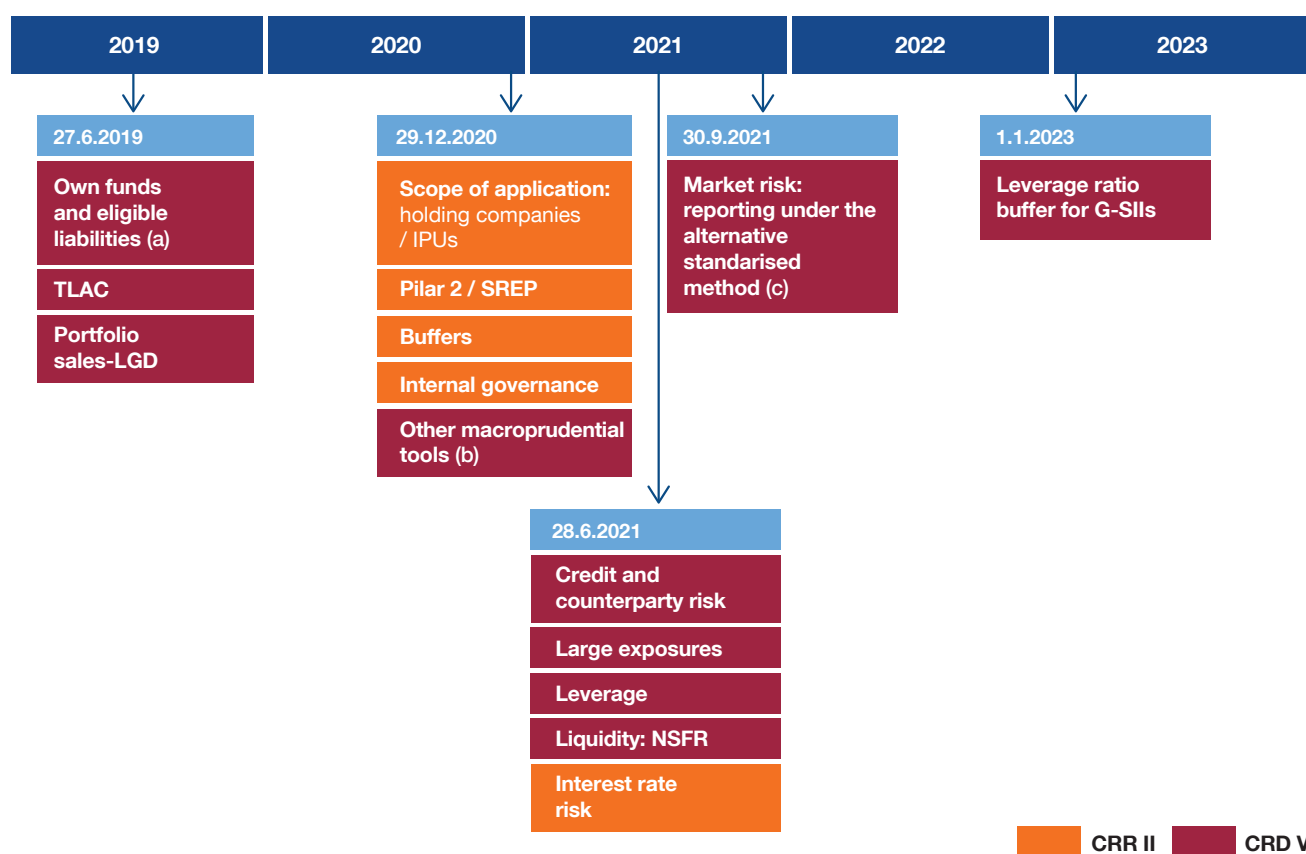 2019
2020
2021
2022
2023
27.6.2019
Own funds
and eligible
liabilities (a)
TLAC
Portfolio
sales-LGD
29.12.2020
Scope of application:
holding companies
/ IPUs
Pilar 2 / SREP
Buffers
Internal governance
Other macroprudential
tools (b)
30.9.2021
Market risk:
reporting under the
alternative
standarised
method (c)
1.1.2023
Leverage ratio
buffer for G-SIIs
28.6.2021
Credit and
counterparty risk
Large exposures
Leverage
Liquidity: NSFR
Interest rate
risk
CRR II
CRD V